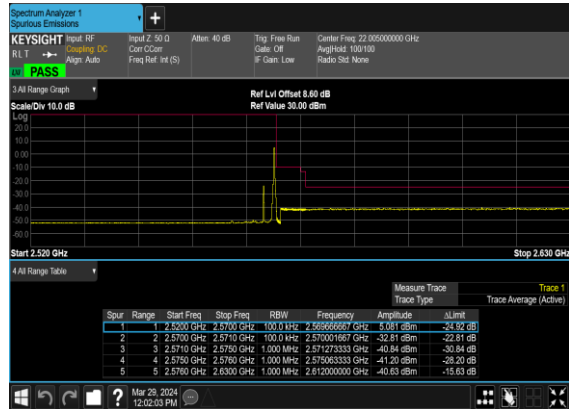 Spectrum Analyzer 1
Spurious Emissions
+
KEYSIGHT Input: RF Input Z: 50 Ω Atten: 40 dB Trig: Free Run Center Freq: 22.005000000 GHz
RLT Coupling: DC Corr CCorr Gate: Off Avg|Hold: 100/100
Align: Auto Freq Ref: Int (S) IF Gain: Low Radio Std: None
PASS
3 All Range Graph
Ref Lvl Offset 8.60 dB
Scale/Div 10.0 dB Ref Value 30.00 dBm
Log
20.0
10.0
0.00
-10.0
-20.0
-30.0
-40.0
-50.0
-60.0
Start 2.520 GHz Stop 2.630 GHz
4 All Range Table
Measure Trace Trace 1
Trace Type Trace Average (Active)
Spur Range Start Freq Stop Freq RBW Frequency Amplitude ΔLimit
1 1 2.5200 GHz 2.5700 GHz 100.0 kHz 2.569666667 GHz 5.081 dBm -24.92 dB
2 2 2.5700 GHz 2.5710 GHz 100.0 kHz 2.570001667 GHz -32.81 dBm -22.81 dB
3 3 2.5710 GHz 2.5750 GHz 1.000 MHz 2.571273333 GHz -40.84 dBm -30.84 dB
4 4 2.5750 GHz 2.5760 GHz 1.000 MHz 2.575063333 GHz -41.20 dBm -28.20 dB
5 5 2.5760 GHz 2.6300 GHz 1.000 MHz 2.612000000 GHz -40.63 dBm -15.63 dB
? Mar 29, 2024
12:02:03 PM